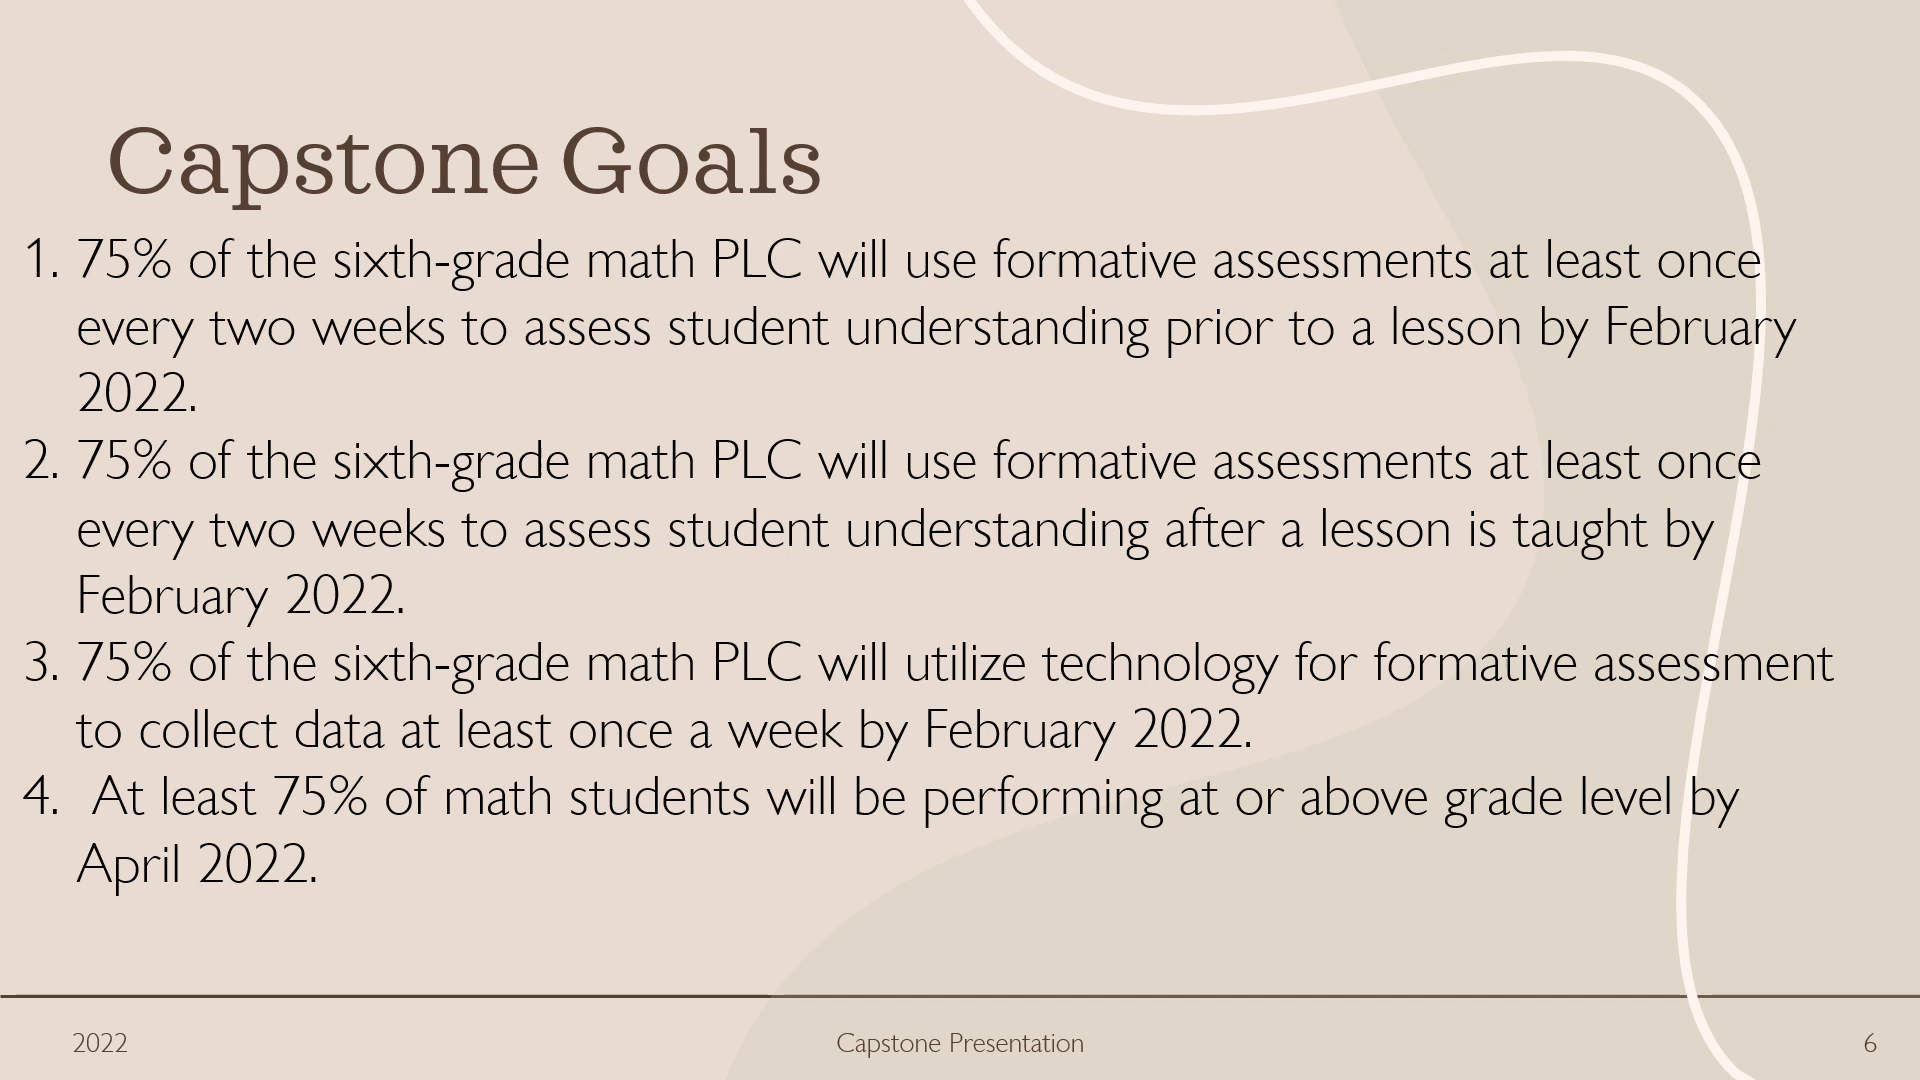 Capstone Goals
1. 75% of the sixth-grade math PLC will use formative assessments at least once
every two weeks to assess student understanding prior to a lesson by February
2022.
2. 75% of the sixth-grade math PLC will use formative assessments at least once
every two weeks to assess student understanding after a lesson is taught by
February 2022.
3. 75% of the sixth-grade math PLC will utilize technology for formative assessment
to collect data at least once a week by February 2022.
4. At least 75% of math students will be performing at or above grade level by
April 2022.
2022
Capstone Presentation
6